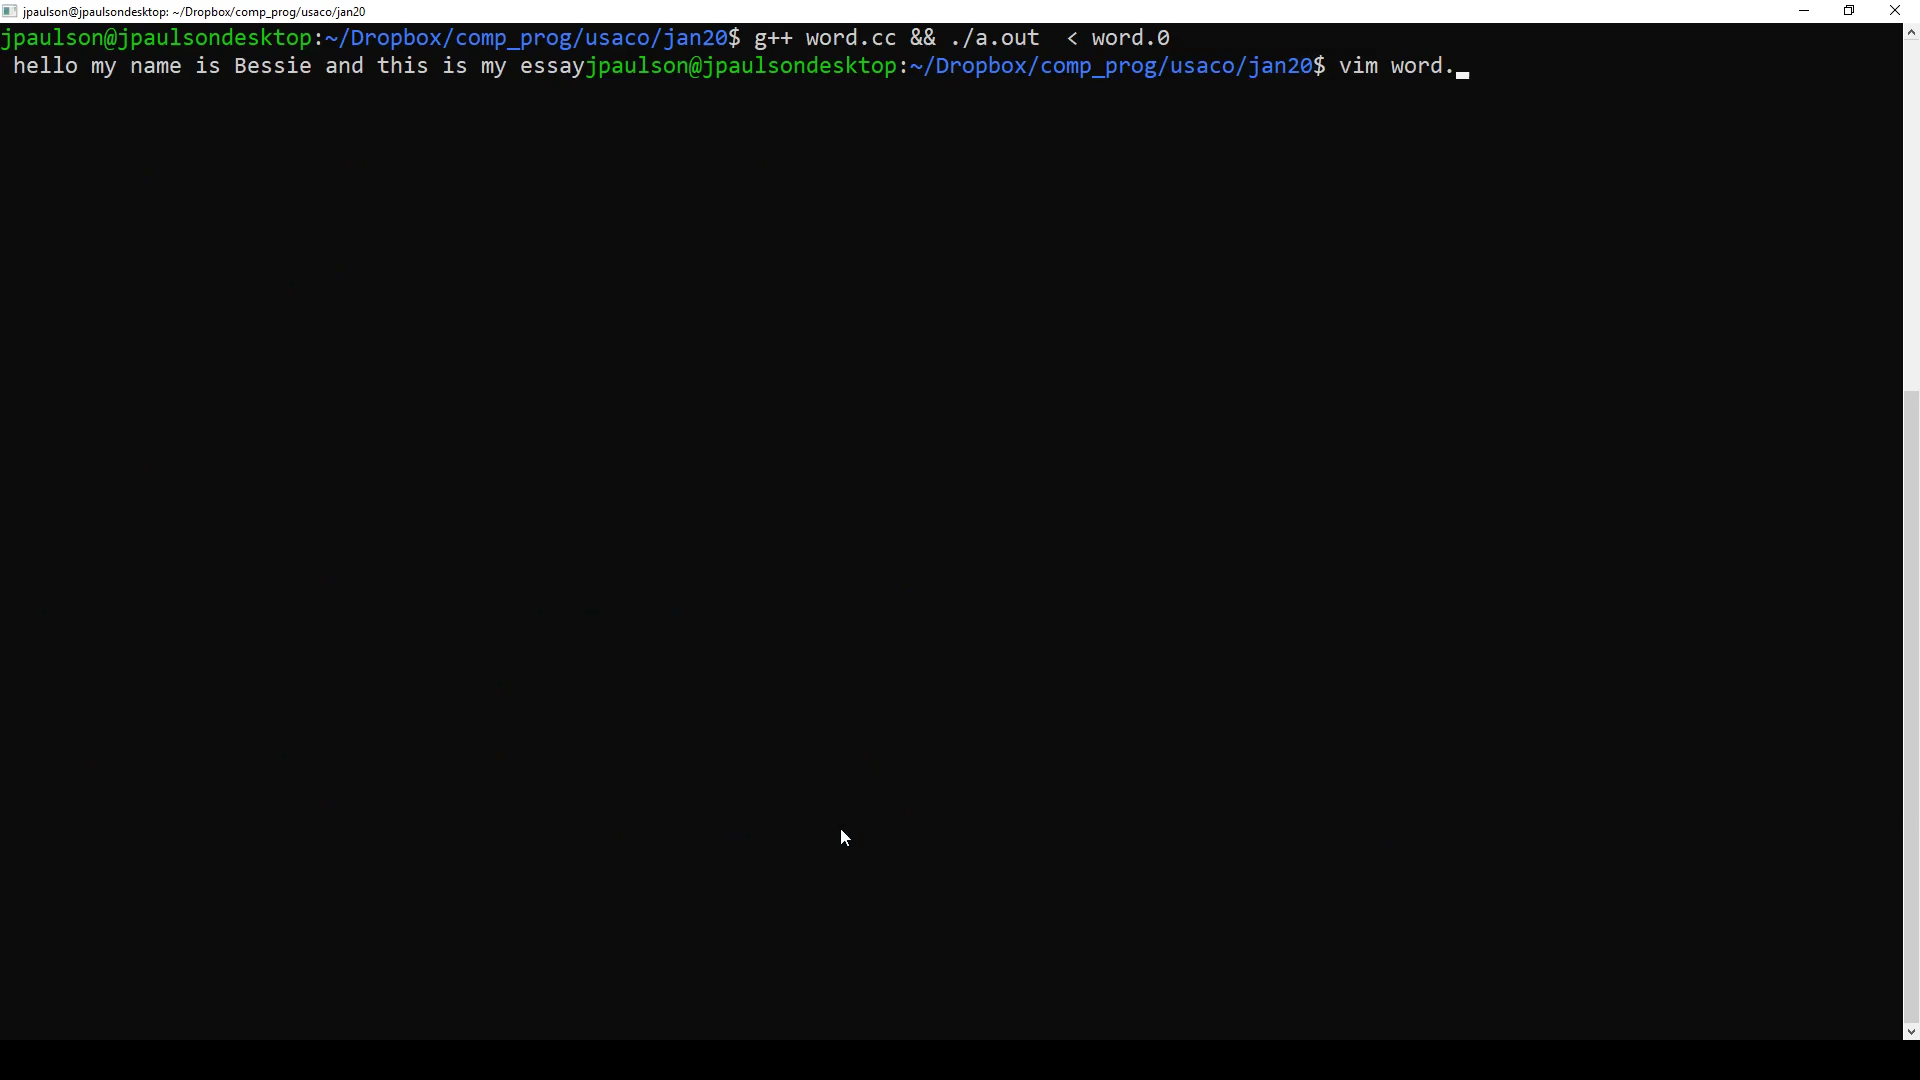 jpaulson@jpaulsondesktop: ~/Dropbox/comp_prog/usaco/jan20
jpaulson@jpaulsondesktop:~/Dropbox/comp_prog/usaco/jan20$ g++ word.cc && ./a.out  < word.0
 hello my name is Bessie and this is my essayjpaulson@jpaulsondesktop:~/Dropbox/comp_prog/usaco/jan20$ vim word.